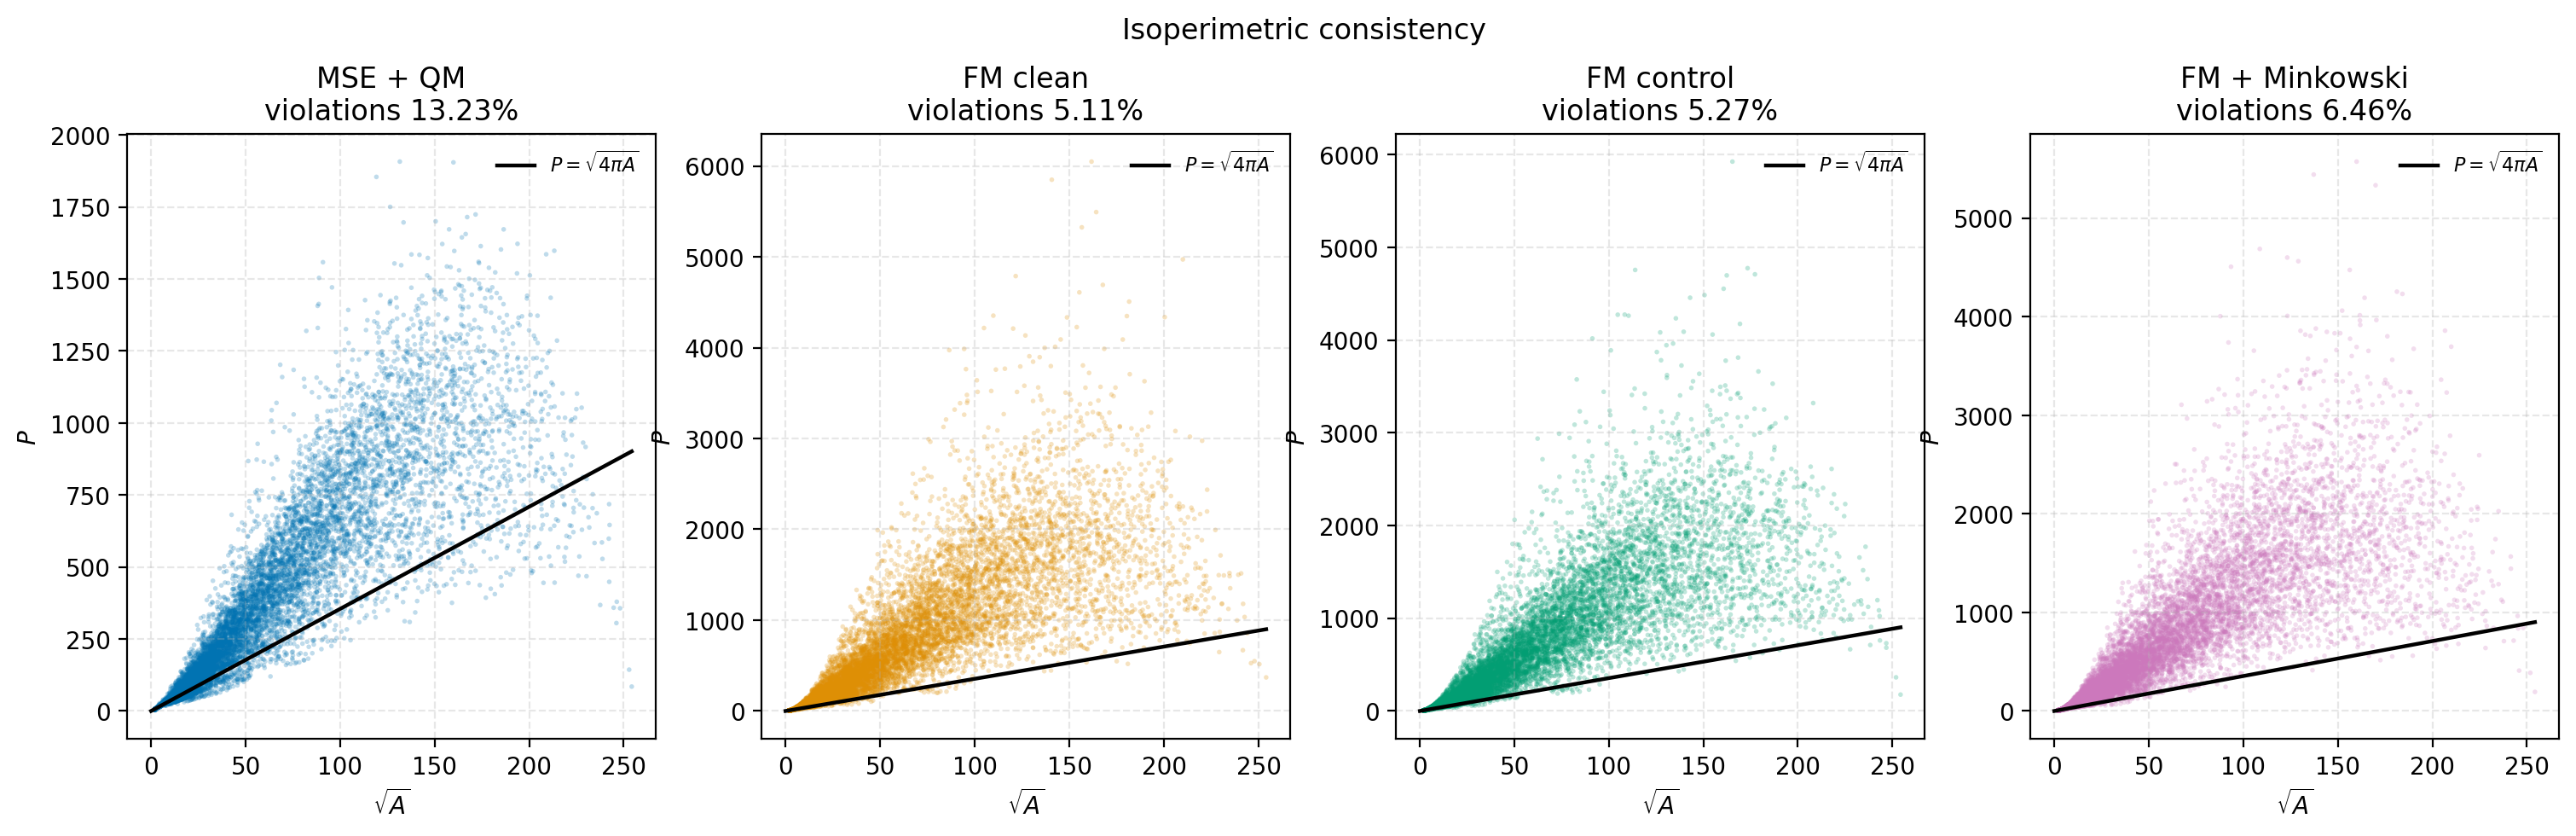 Isoperimetric consistency
MSE + QM
violations 13.23%
2000
1750
1500
1250
1000
750
500
250
0
P
0 50 100 150 200 250
√A
P = √4πA
FM clean
violations 5.11%
6000
5000
4000
3000
2000
1000
0
P
0 50 100 150 200 250
√A
P = √4πA
FM control
violations 5.27%
6000
5000
4000
3000
2000
1000
0
P
0 50 100 150 200 250
√A
P = √4πA
FM + Minkowski
violations 6.46%
5000
4000
3000
2000
1000
0
P
0 50 100 150 200 250
√A
P = √4πA